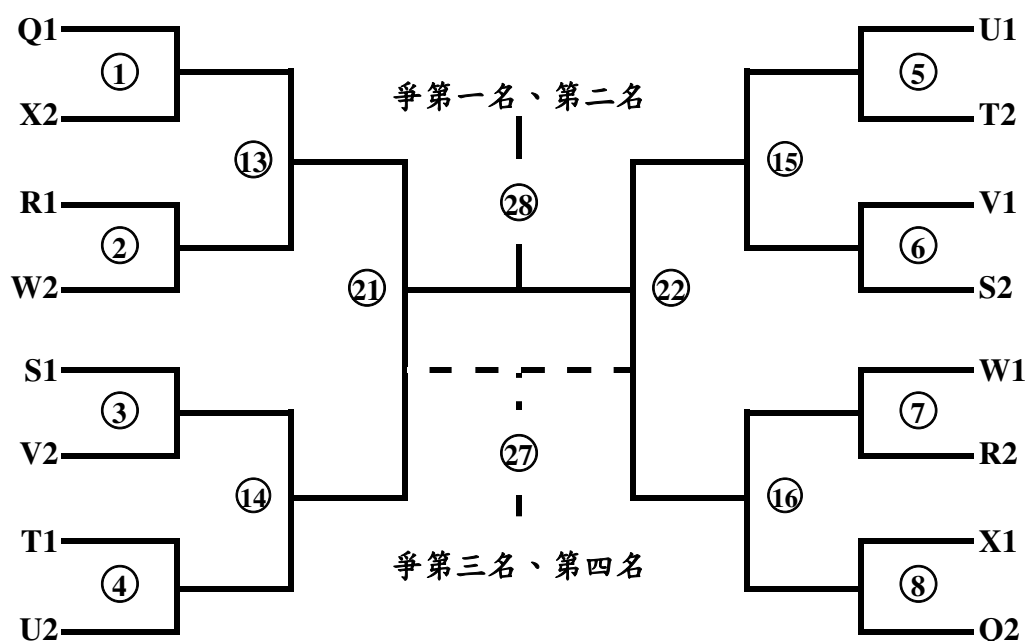 Q1
①
X2
⑬
R1
②
W2
㉑
S1
③
V2
⑭
T1
④
U2
爭第一名、第二名
㉘
㉗
爭第三名、第四名
U1
⑤
T2
⑮
V1
⑥
S2
㉒
W1
⑦
R2
⑯
X1
⑧
Q2